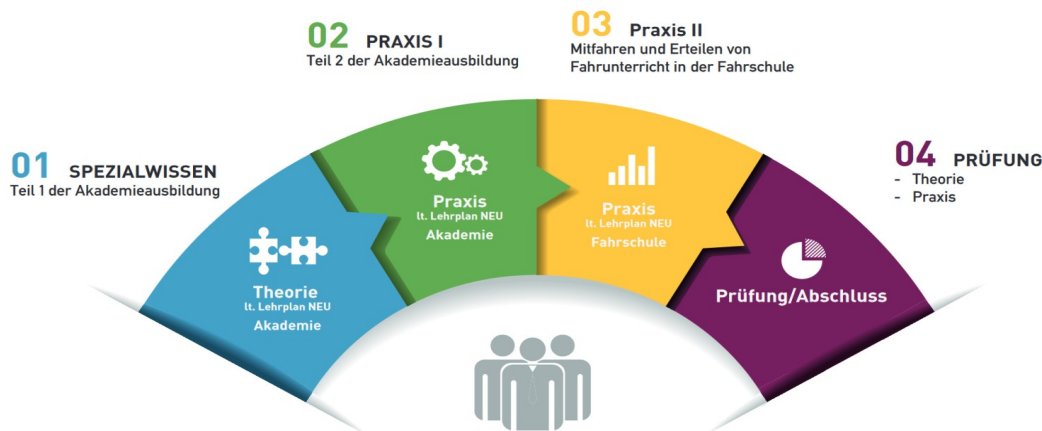 01 SPEZIALWISSEN
Teil 1 der Akademieausbildung
02 PRAXIS I
Teil 2 der Akademieausbildung
03 Praxis II
Mitfahren und Erteilen von
Fahrunterricht in der Fahrschule
04 PRÜFUNG
- Theorie
- Praxis
Theorie
lt. Lehrplan NEU
Akademie
Praxis
lt. Lehrplan NEU
Akademie
Praxis
lt. Lehrplan NEU
Fahrschule
Prüfung/Abschluss